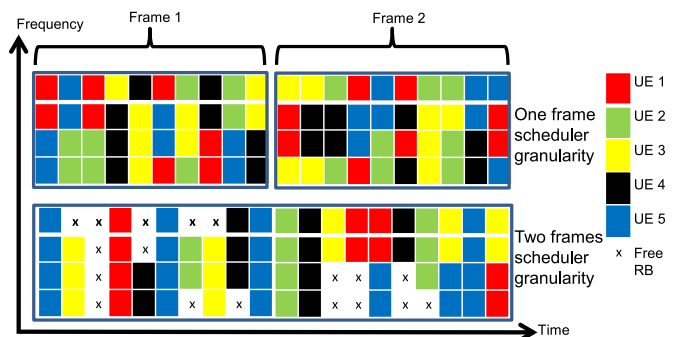 Frequency
Frame 1
Frame 2
UE 1
UE 2
One frame
scheduler
granularity
UE 3
UE 4
x x x x x
UE 5
x x
Two frames
scheduler
granularity
x Free
RB
x x x x
x x x x x x x
Time